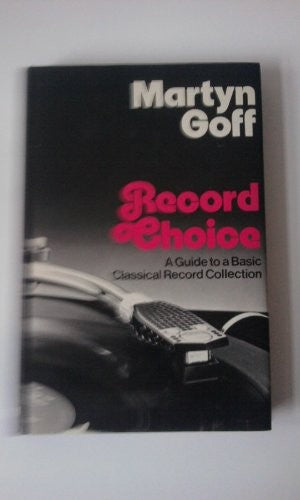 Martyn
Goff
Record
Choice
A Guide to a Basic
Classical Record Collection